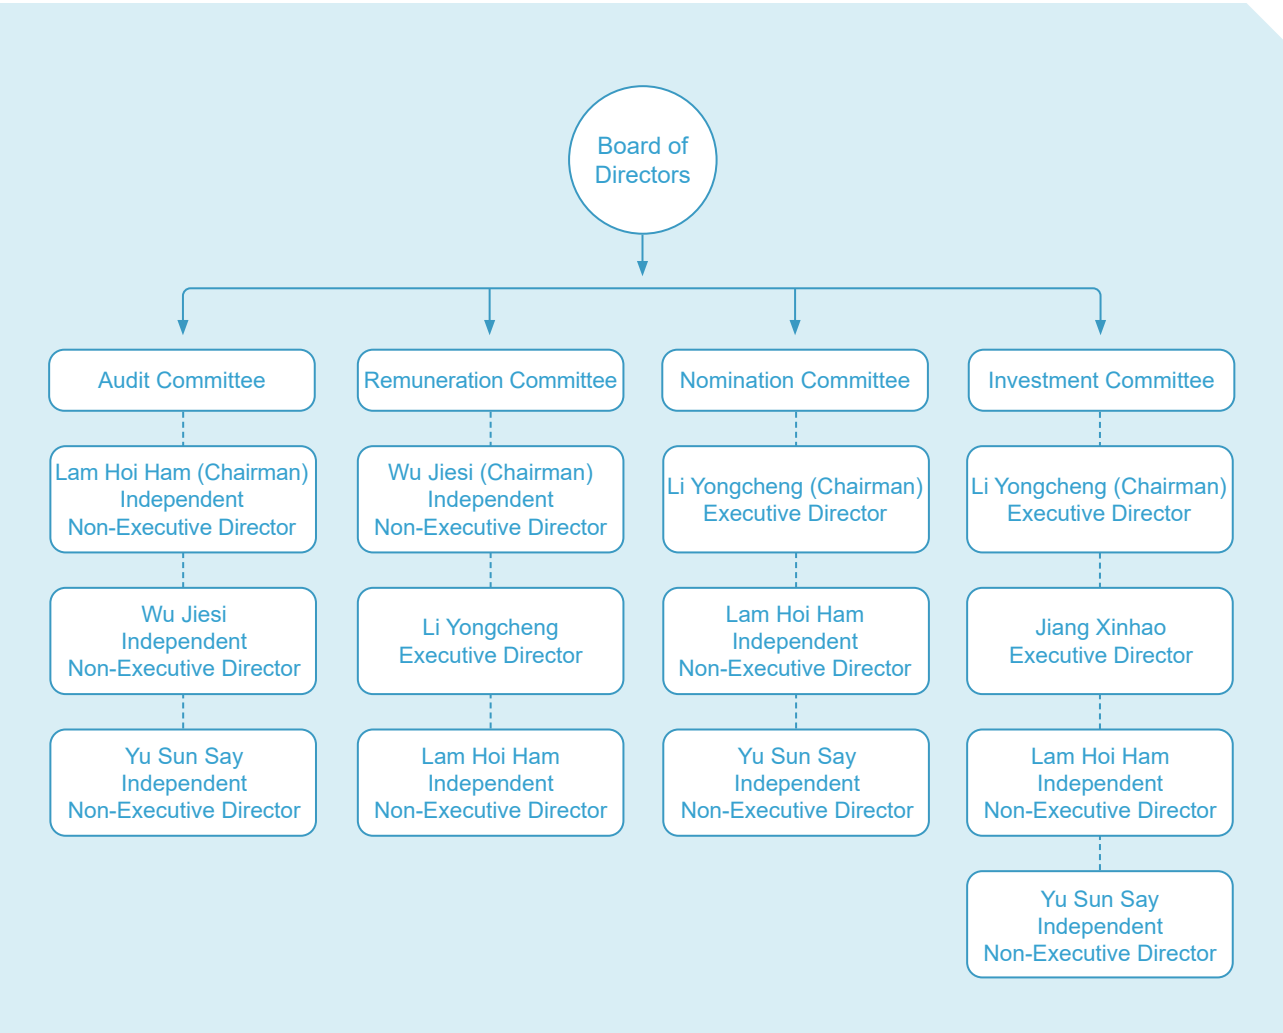 Board of
Directors
Audit Committee
Remuneration Committee
Nomination Committee
Investment Committee
Lam Hoi Ham (Chairman)
Independent
Non-Executive Director
Wu Jiesi (Chairman)
Independent
Non-Executive Director
Li Yongcheng (Chairman)
Executive Director
Li Yongcheng (Chairman)
Executive Director
Wu Jiesi
Independent
Non-Executive Director
Li Yongcheng
Executive Director
Lam Hoi Ham
Independent
Non-Executive Director
Jiang Xinhao
Executive Director
Yu Sun Say
Independent
Non-Executive Director
Lam Hoi Ham
Independent
Non-Executive Director
Yu Sun Say
Independent
Non-Executive Director
Lam Hoi Ham
Independent
Non-Executive Director
Yu Sun Say
Independent
Non-Executive Director